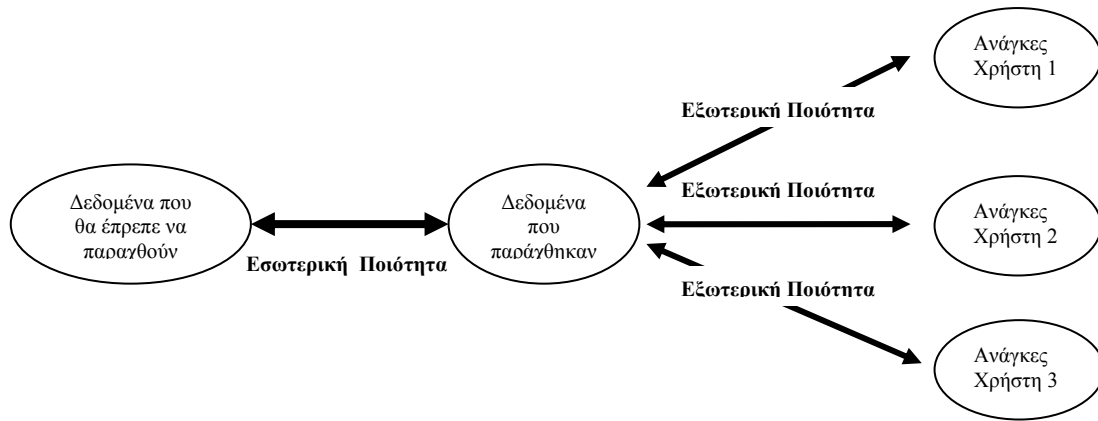 Ανάγκες
Χρήστη 1
Εξωτερική Ποιότητα
Δεδομένα που
θα έπρεπε να
παραχθούν
Εσωτερική Ποιότητα
Δεδομένα
που
παράχθηκαν
Εξωτερική Ποιότητα
Ανάγκες
Χρήστη 2
Εξωτερική Ποιότητα
Ανάγκες
Χρήστη 3